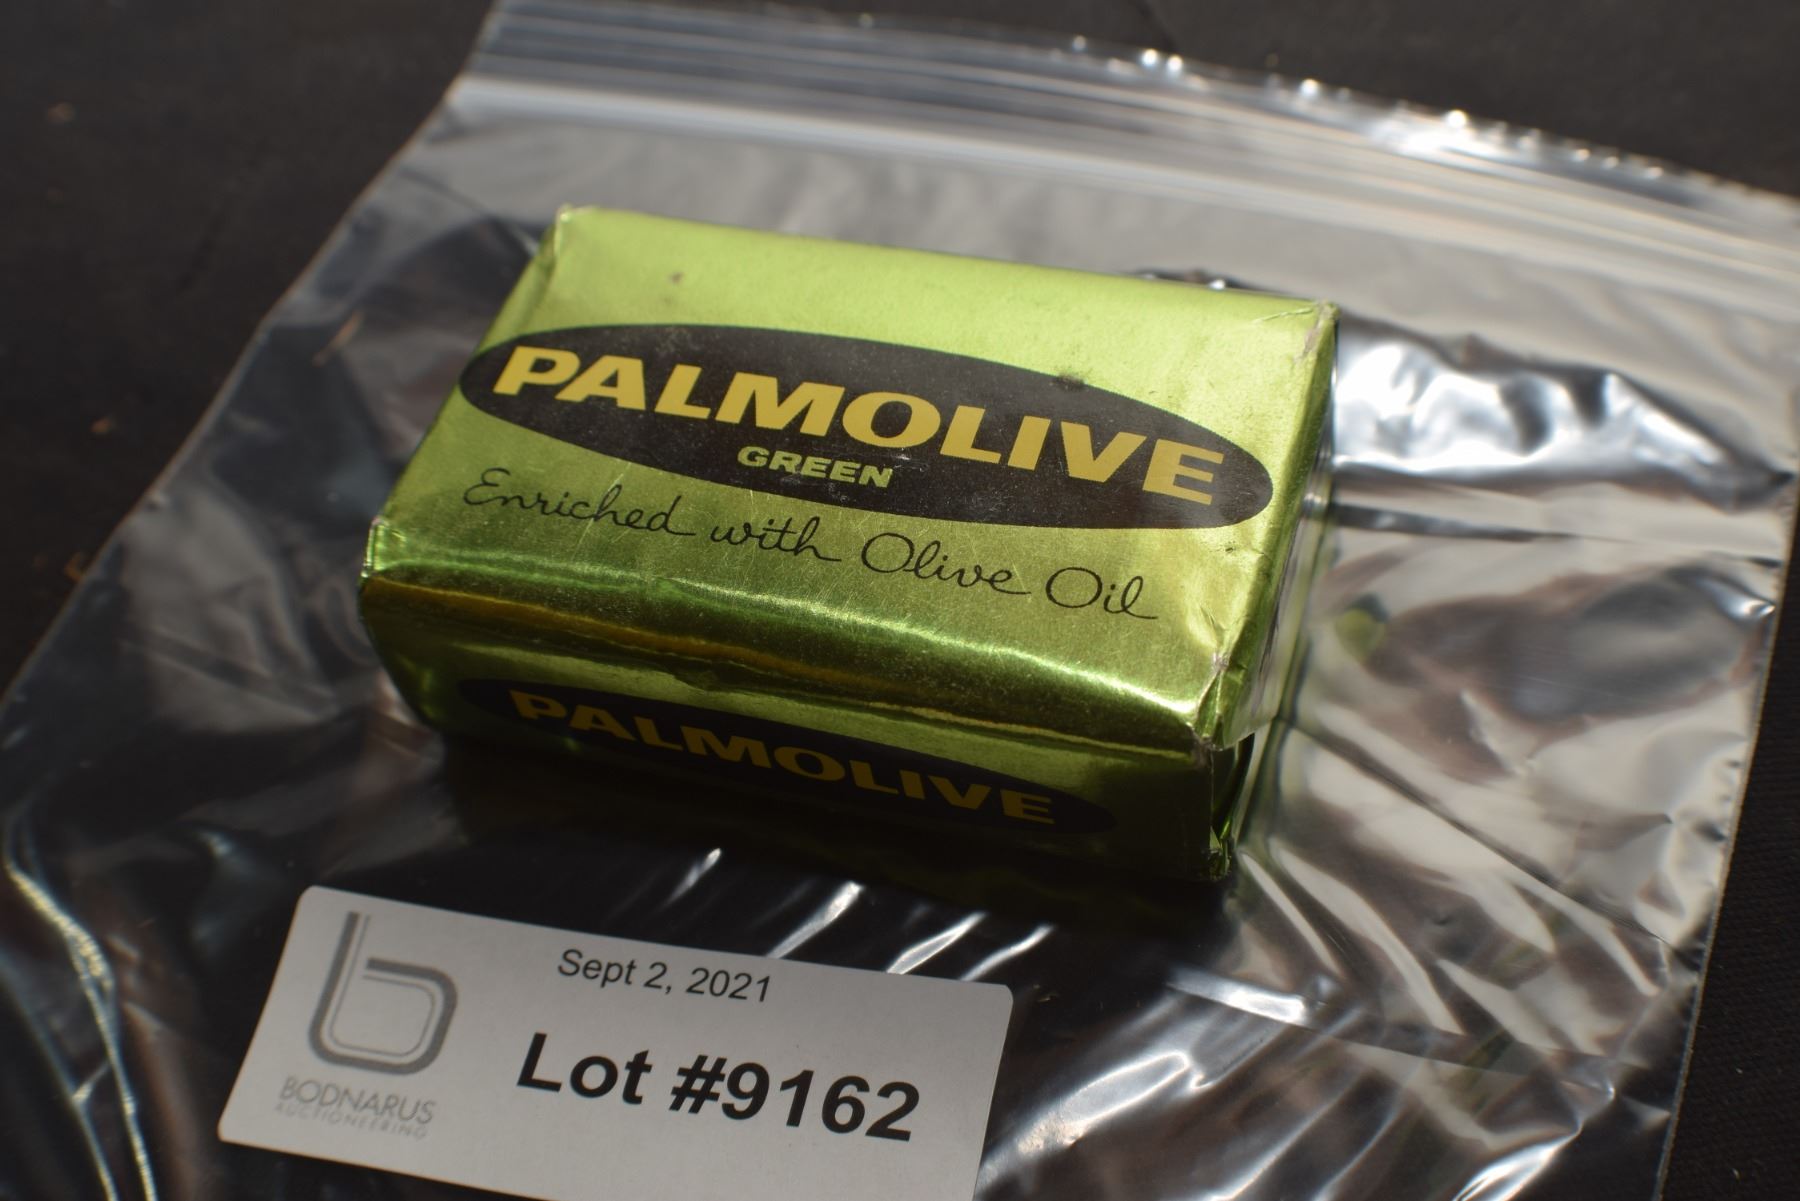 PALMOLIVE
GREEN
Enriched with Olive Oil
PALMOLIVE
Sept 2, 2021
Lot #9162
BODNARUS
AUCTIONEERING